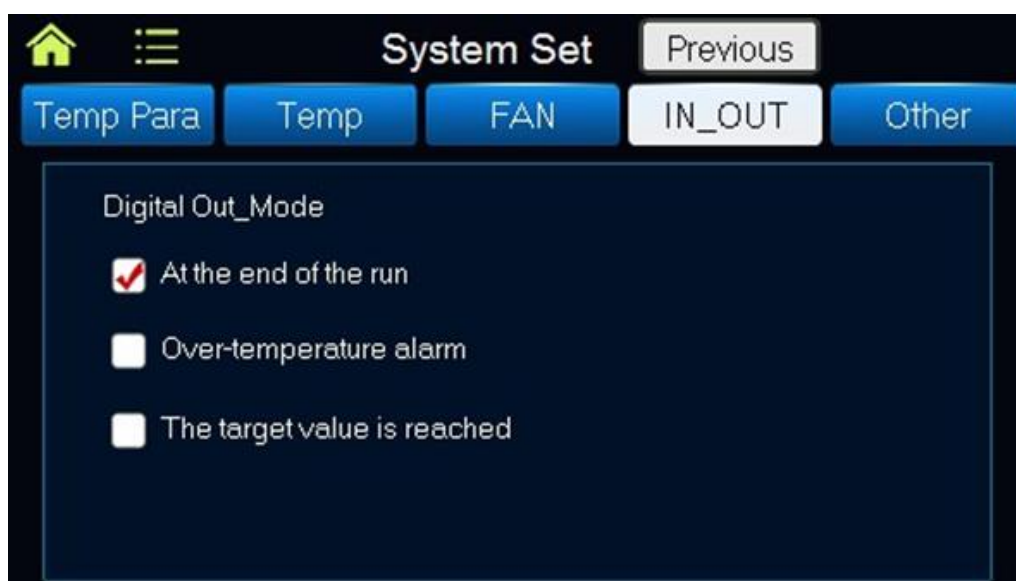 System Set Previous
Temp Para Temp FAN IN_OUT Other
Digital Out_Mode
At the end of the run
Over-temperature alarm
The target value is reached